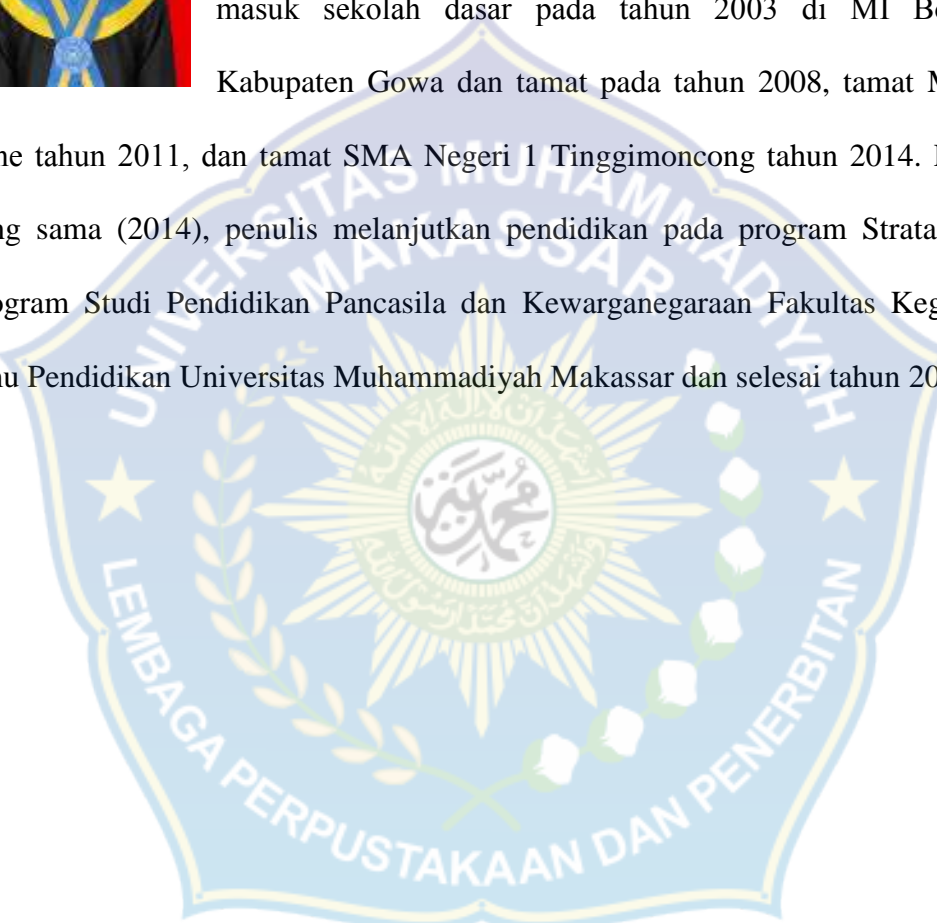 masuk sekolah dasar pada tahun 2003 di MI
Kabupaten Gowa dan tamat pada tahun 2008, tamat
tahun 2011, dan tamat SMA Negeri 1 Tinggimoncong tahun 2014.
sama (2014), penulis melanjutkan pendidikan pada program Strata
Studi Pendidikan Pancasila dan Kewarganegaraan Fakultas
Pendidikan Universitas Muhammadiyah Makassar dan selesai tahun
UNIVERSITAS MUHAMMADIYAH
MAKASSAR
محمد
LEMBAGA PERPUSTAKAAN DAN PENERBITAN